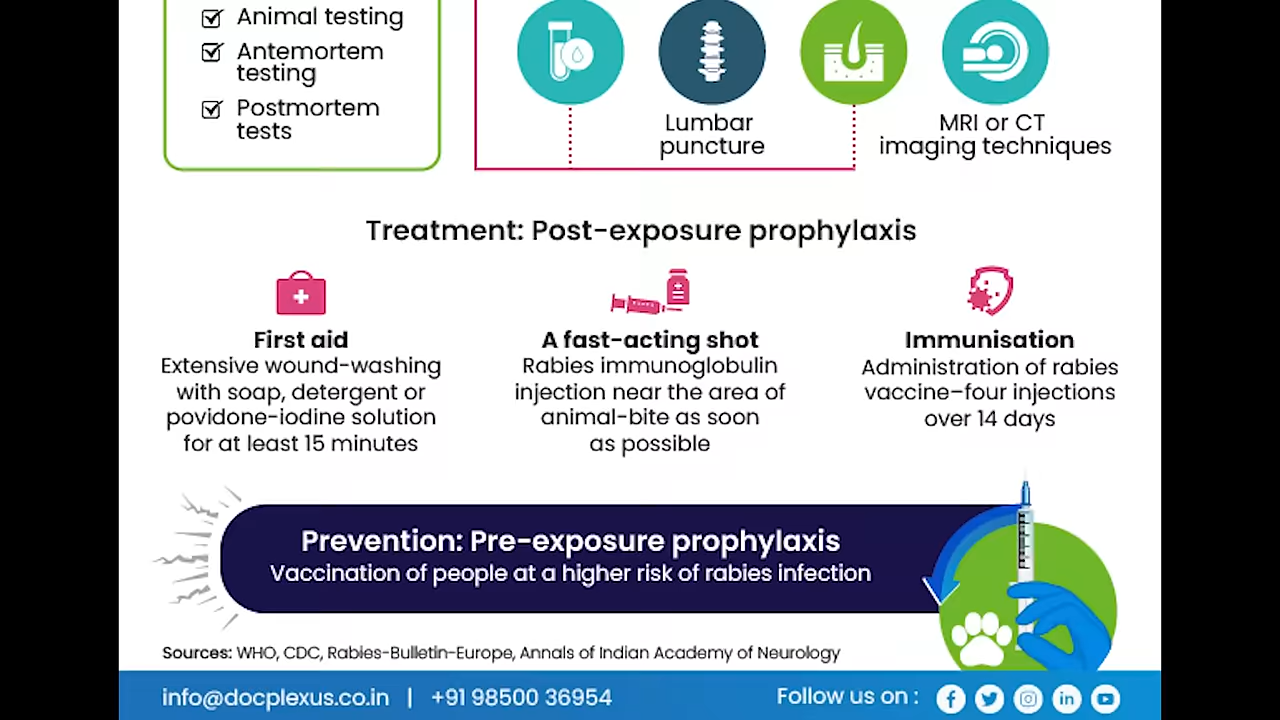 Animal testing
Antemortem
testing
Postmortem
tests
Lumbar
puncture
MRI or CT
imaging techniques
Treatment: Post-exposure prophylaxis
First aid
Extensive wound-washing
with soap, detergent or
povidone-iodine solution
for at least 15 minutes
A fast-acting shot
Rabies immunoglobulin
injection near the area of
animal-bite as soon
as possible
Immunisation
Administration of rabies
vaccine–four injections
over 14 days
Prevention: Pre-exposure prophylaxis
Vaccination of people at a higher risk of rabies infection
Sources: WHO, CDC, Rabies-Bulletin-Europe, Annals of Indian Academy of Neurology
info@docplexus.co.in | +91 98500 36954
Follow us on :